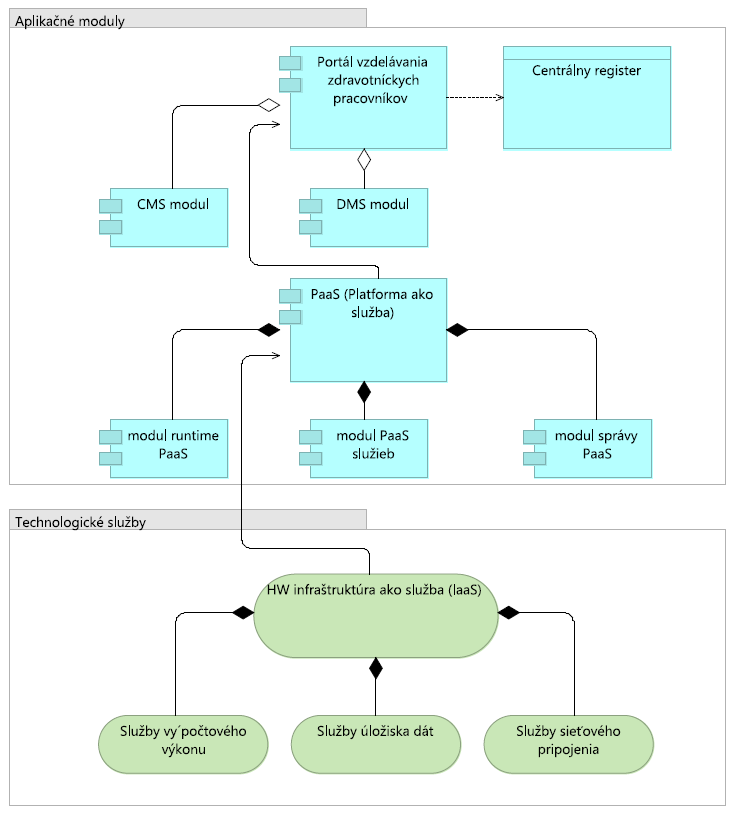 Aplikačné moduly
Portál vzdelávania
zdravotníckych
pracovníkov
Centrálny register
CMS modul
DMS modul
PaaS (Platforma ako
služba)
modul runtime
PaaS
modul PaaS
služieb
modul správy
PaaS
Technologické služby
HW infraštruktúra ako služba (IaaS)
Služby vy´počtového
výkonu
Služby úložiska dát
Služby sieťového
pripojenia